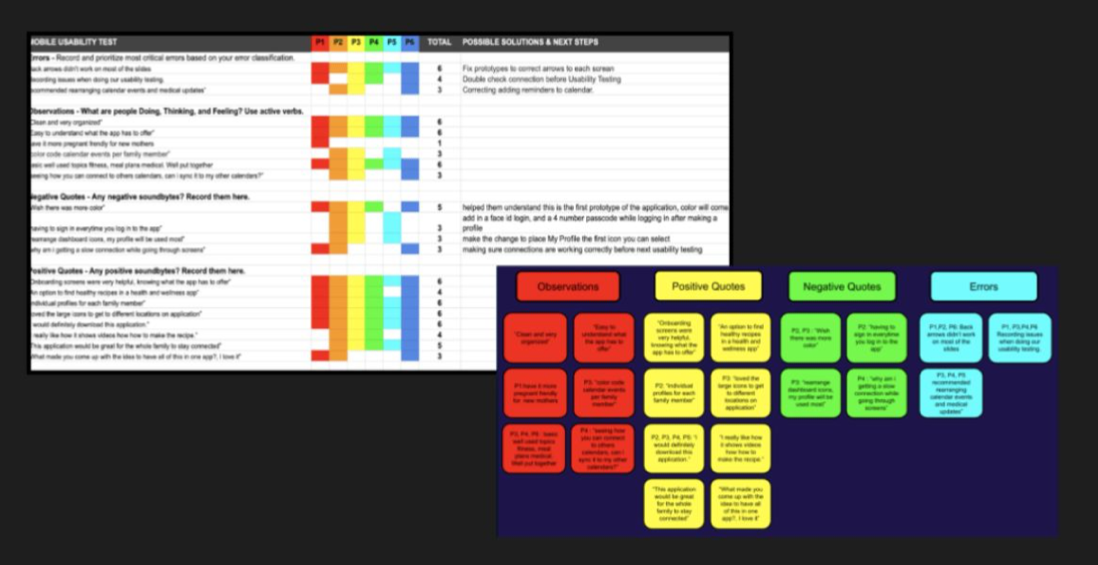 MOBILE USABILITY TEST P1 P2 P3 P4 P5 P6 TOTAL POSSIBLE SOLUTIONS & NEXT STEPS
Errors - Record and prioritize most critical errors based on your error classification.
back arrows didn't work on most of the slides 6 Fix prototypes to correct arrows to each screan
recording issues when doing our usability testing. 4 Double check connection before Usability Testing
recommended rearranging calendar events and medical updates" 3 Correcting adding reminders to calendar.
Observations - What are people Doing, Thinking, and Feeling? Use active verbs.
Clean and very organized" 6
Easy to understand what the app has to offer" 6
have it more pregnant frendly for new mothers 1
color code calendar events per family member" 3
basic well used topics fitness, meal plans medical. Well put together 6
seeing how you can connect to others calendars, can i sync it to my other calendars?" 3
Negative Quotes - Any negative soundbytes? Record them here.
Wish there was more color" 5 helped them understand this is the first prototype of the application, color will come
add in a face id login, and a 4 number passcode while logging in after making a
having to sign in everytime you log in to the app" 3 profile
rearrange dashboard icons, my profile will be used most" 3 make the change to place My Profile the first icon you can select
why am i getting a slow connection while going through screens" 3 making sure connections are working correctly before next usability testing
Positive Quotes - Any positive soundbytes? Record them here.
Onboarding screens were very helpful, knowing what the app has to offer" 6
An option to find healthy recipes in a health and wellness app" 4
individual profiles for each family member" 6
loved the large icons to get to different locations on application" 6
would definitely download this application." 6
really like how it shows videos how how to make the recipe." 4
This application would be great for the whole family to stay connected" 5
What made you come up with the idea to have all of this in one app?, I love it" 3
Observations
"Clean and very
organized"
"Easy to
understand what
the app has to
offer"
P1:have it more
pregnant frendly
for new mothers
P3: "color code
calendar events
per family
member"
P3, P4, P6 : basic
well used topics
fitness, meal
plans medical.
Well put together
P4 : "seeing how
you can connect
to others
calendars, can i
sync it to my other
calendars?"
Positive Quotes
"Onboarding
screens were
very helpful,
knowing what the
app has to offer"
"An option to find
healthy recipes
in a health and
wellness app"
P2: "individual
profiles for each
family member"
P3: "loved the
large icons to get
to different
locations on
application"
P2, P3, P4, P5: "I
would definitely
download this
application."
"I really like how
it shows videos
how how to
make the recipe."
"This application
would be great
for the whole
family to stay
connected"
"What made you
come up with the
idea to have all
of this in one
app?, I love it"
Negative Quotes
P2, P3 : "Wish
there was more
color"
P2: "having to
sign in everytime
you log in to the
app"
P3: "rearrange
dashboard icons,
my profile will be
used most"
P4 : "why am i
getting a slow
connection while
going through
screens"
Errors
P1,P2, P6: Back
arrows didn't work
on most of the
slides
P1, P3,P4,P6
Recording issues
when doing our
usability testing.
P3, P4, P5
recommended
rearranging
calendar events
and medical
updates"